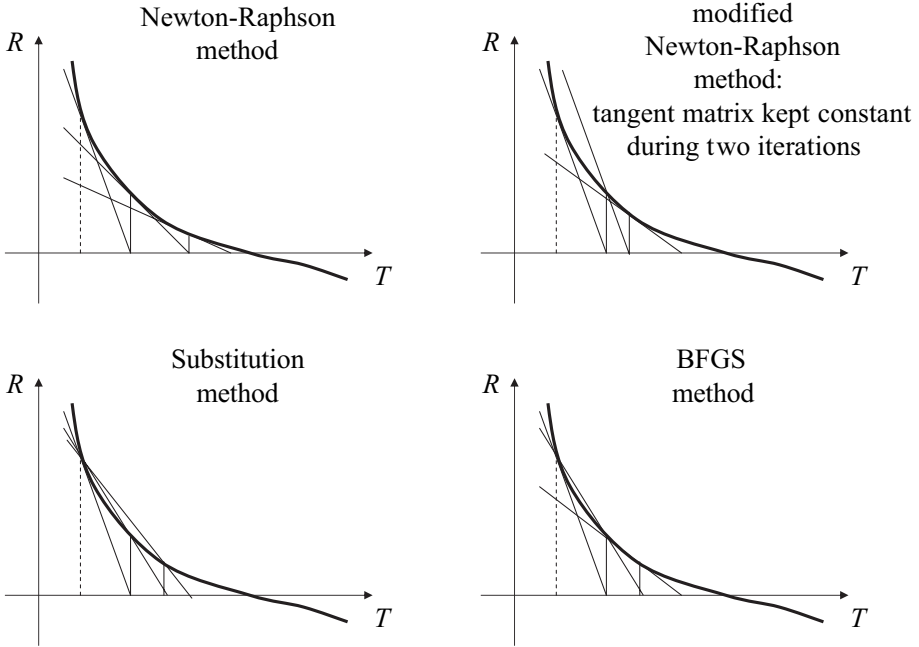 Newton-Raphson
method
R
T
modified
Newton-Raphson
method:
tangent matrix kept constant
during two iterations
R
T
Substitution
method
R
T
BFGS
method
R
T